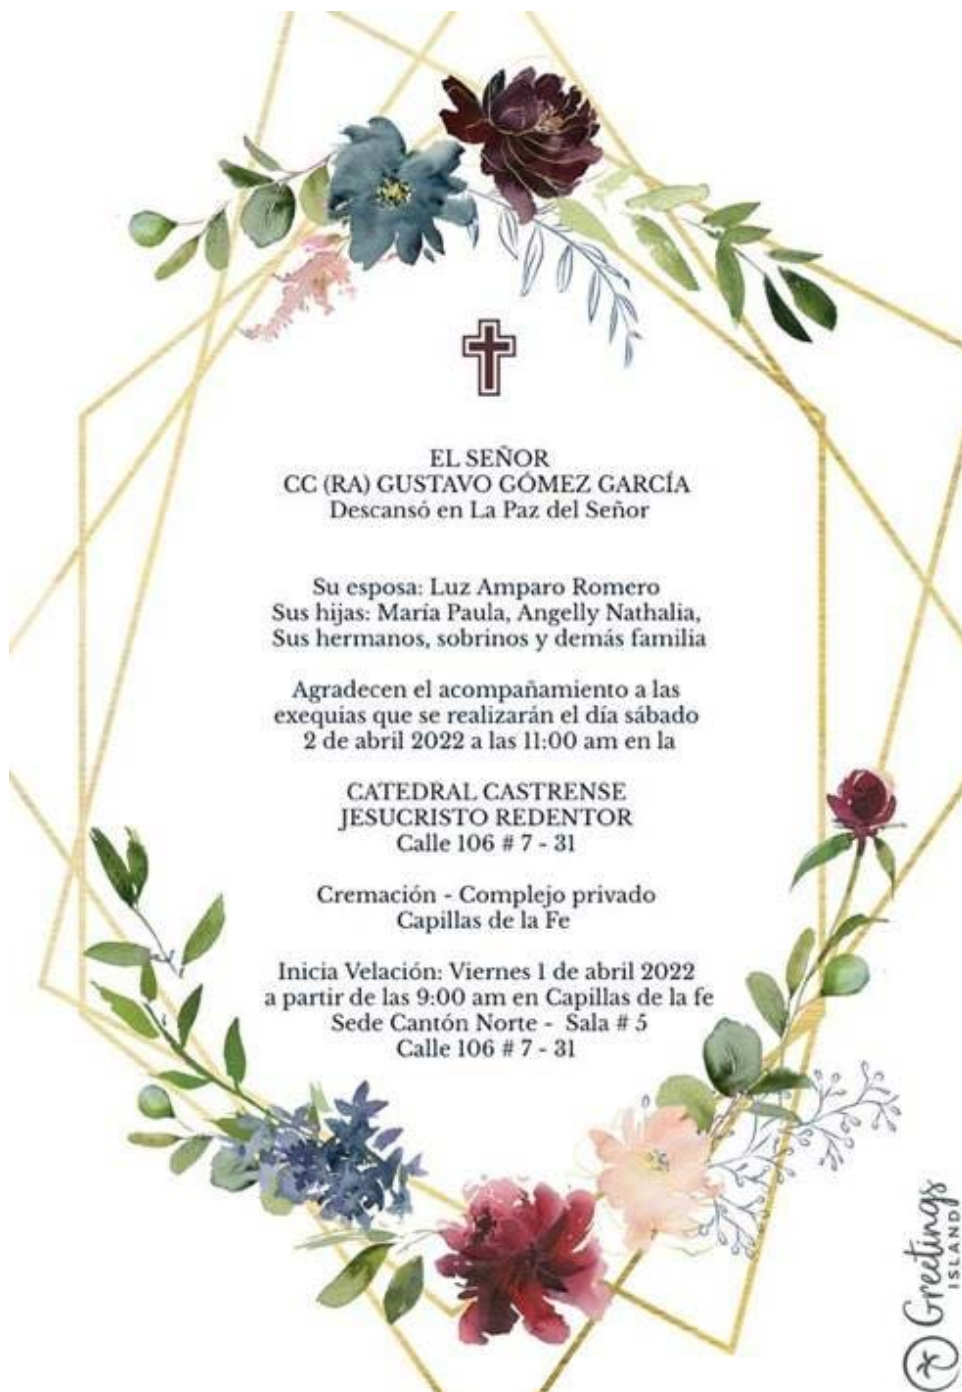 EL SEÑOR
CC (RA) GUSTAVO GÓMEZ GARCÍA
Descansó en La Paz del Señor
Su esposa: Luz Amparo Romero
Sus hijas: María Paula, Angelly Nathalia,
Sus hermanos, sobrinos y demás familia
Agradecen el acompañamiento a las
exequias que se realizarán el día sábado
2 de abril 2022 a las 11:00 am en la
CATEDRAL CASTRENSE
JESUCRISTO REDENTOR
Calle 106 # 7 - 31
Cremación - Complejo privado
Capillas de la Fe
Inicia Velación: Viernes 1 de abril 2022
a partir de las 9:00 am en Capillas de la fe
Sede Cantón Norte - Sala # 5
Calle 106 # 7 - 31
Greetings
ISLAND